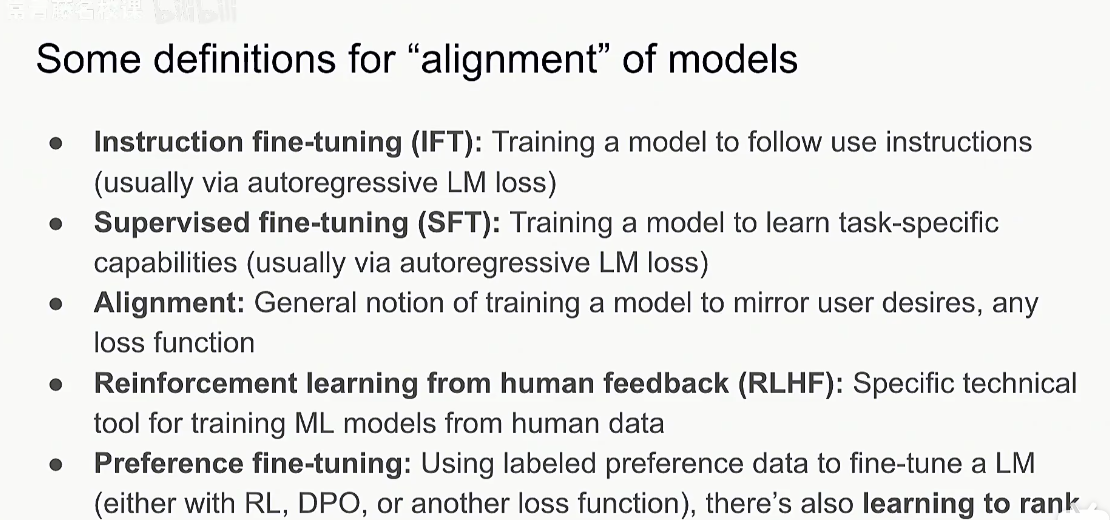 bilibili
Some definitions for “alignment” of models
● Instruction fine-tuning (IFT): Training a model to follow use instructions
(usually via autoregressive LM loss)
● Supervised fine-tuning (SFT): Training a model to learn task-specific
capabilities (usually via autoregressive LM loss)
● Alignment: General notion of training a model to mirror user desires, any
loss function
● Reinforcement learning from human feedback (RLHF): Specific technical
tool for training ML models from human data
● Preference fine-tuning: Using labeled preference data to fine-tune a LM
(either with RL, DPO, or another loss function), there’s also learning to rank